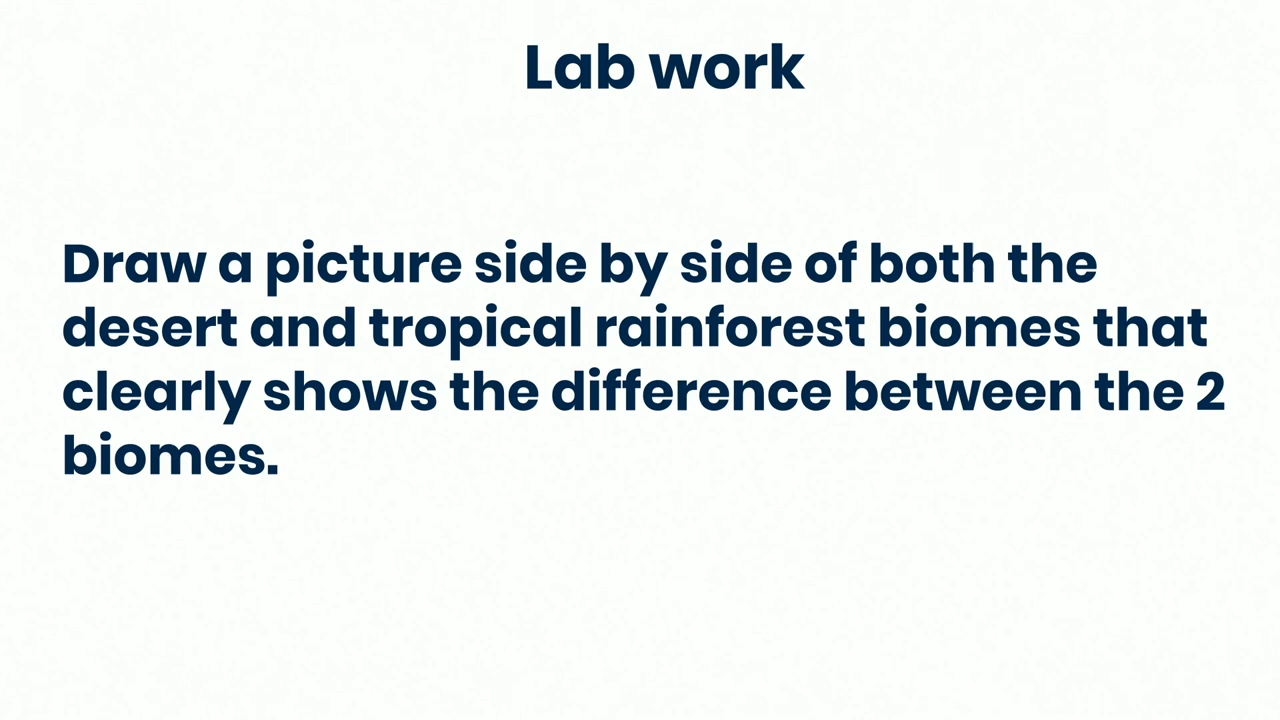 Lab work
Draw a picture side by side of both the
desert and tropical rainforest biomes that
clearly shows the difference between the 2
biomes.